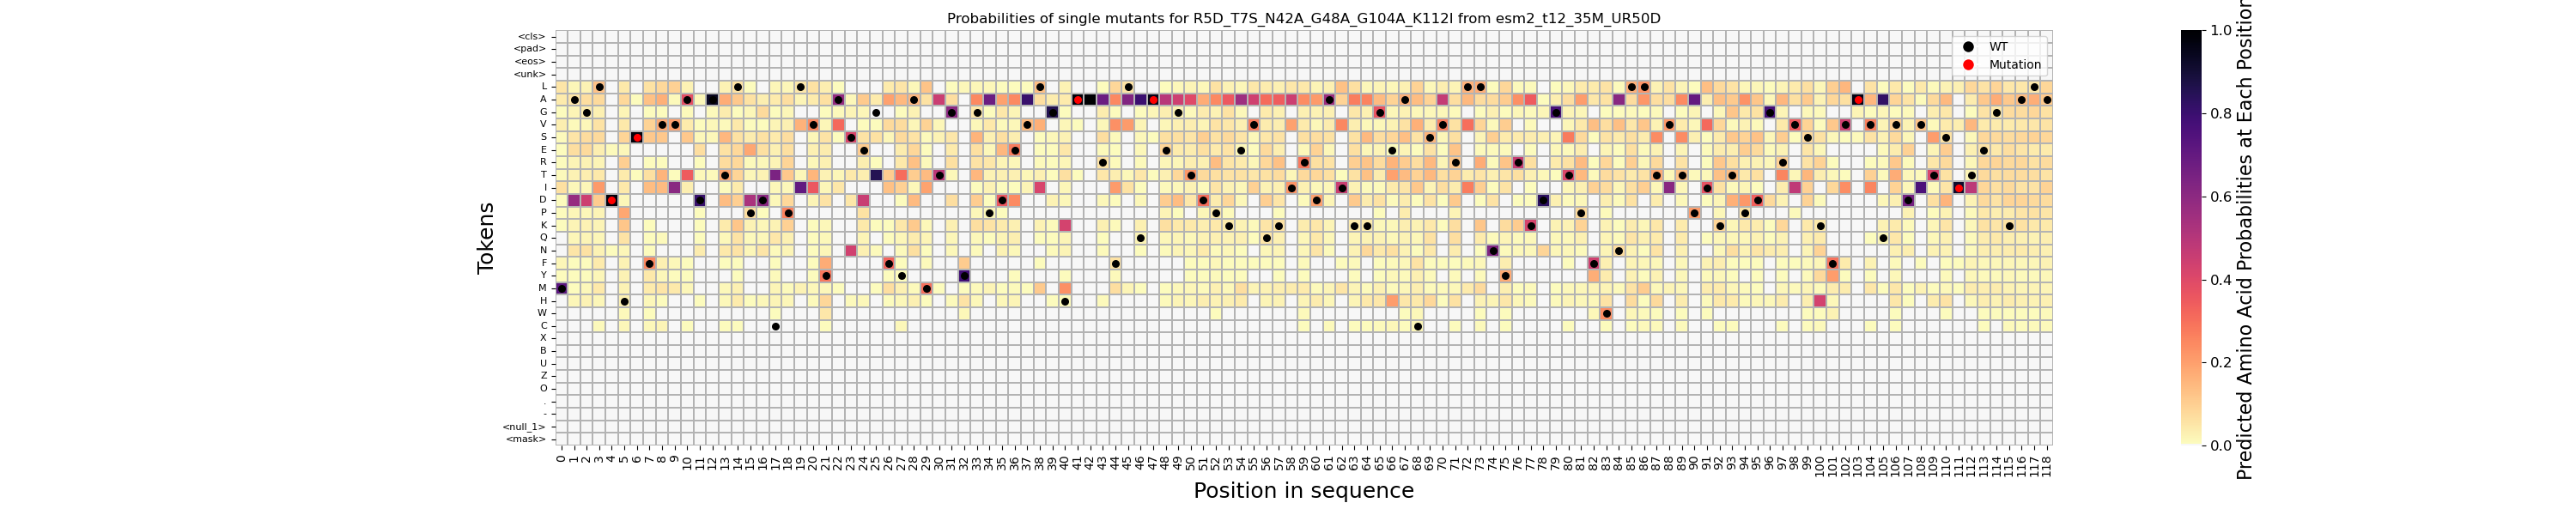 Probabilities of single mutants for R5D_T7S_N42A_G48A_G104A_K112I from esm2_t12_35M_UR50D
<cls>
<pad>
<eos>
<unk>
L
A
G
V
S
E
R
T
I
D
P
K
Q
N
F
Y
M
H
W
C
X
B
U
Z
O
.
-
<null_1>
<mask>
Tokens
0 1 2 3 4 5 6 7 8 9 10 11 12 13 14 15 16 17 18 19 20 21 22 23 24 25 26 27 28 29 30 31 32 33 34 35 36 37 38 39 40 41 42 43 44 45 46 47 48 49 50 51 52 53 54 55 56 57 58 59 60 61 62 63 64 65 66 67 68 69 70 71 72 73 74 75 76 77 78 79 80 81 82 83 84 85 86 87 88 89 90 91 92 93 94 95 96 97 98 99 100 101 102 103 104 105 106 107 108 109 110 111 112 113 114 115 116 117 118
Position in sequence
WT
Mutation
1.0
0.8
0.6
0.4
0.2
0.0
Predicted Amino Acid Probabilities at Each Position